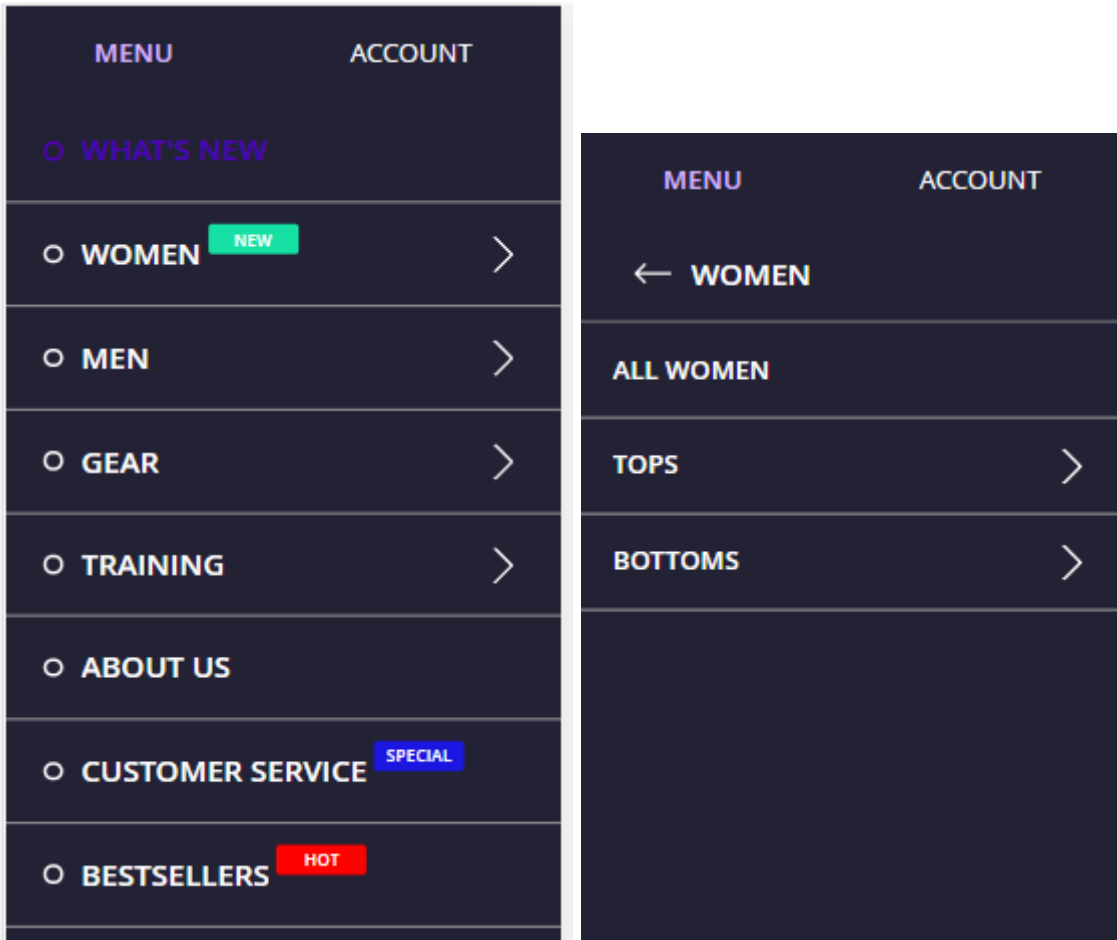 MENU ACCOUNT
WHAT'S NEW
WOMEN NEW
MEN
GEAR
TRAINING
ABOUT US
CUSTOMER SERVICE SPECIAL
BESTSELLERS HOT
MENU ACCOUNT
WOMEN
ALL WOMEN
TOPS
BOTTOMS